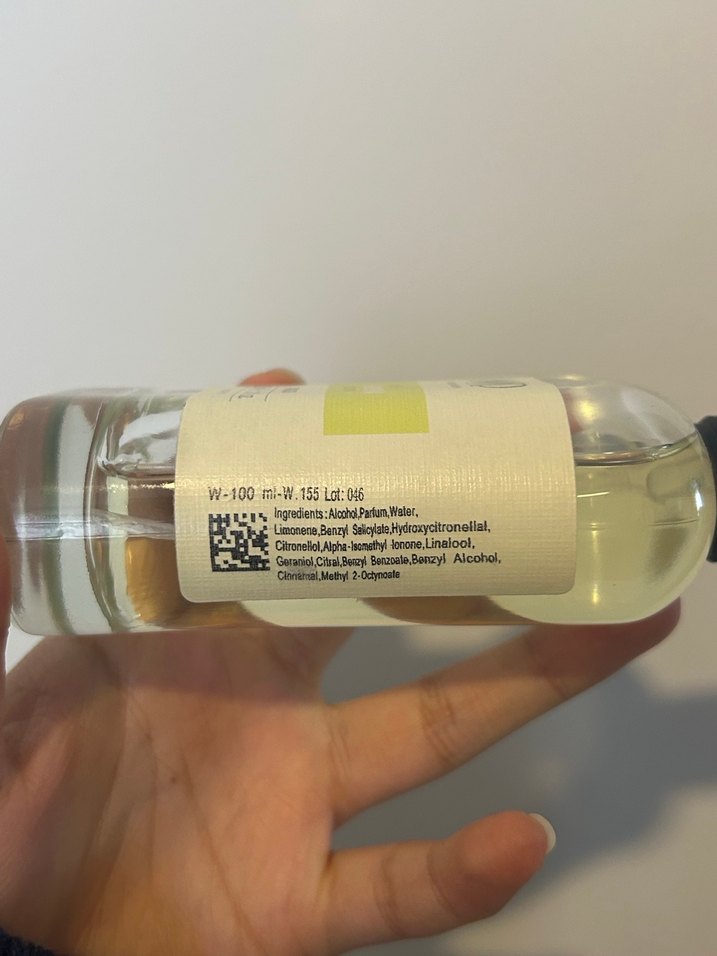 W-100 ml-W.155 Lot:046
Ingredients:Alcohol,Parfum,Water,
Limonene,Benzyl Salicylate,Hydroxycitronellal,
Citronellol,Alpha-Isomethyl Ionone,Linalool,
Geraniol,Citral,Benzyl Benzoate,Benzyl Alcohol,
Cinnamal,Methyl 2-Octynoate